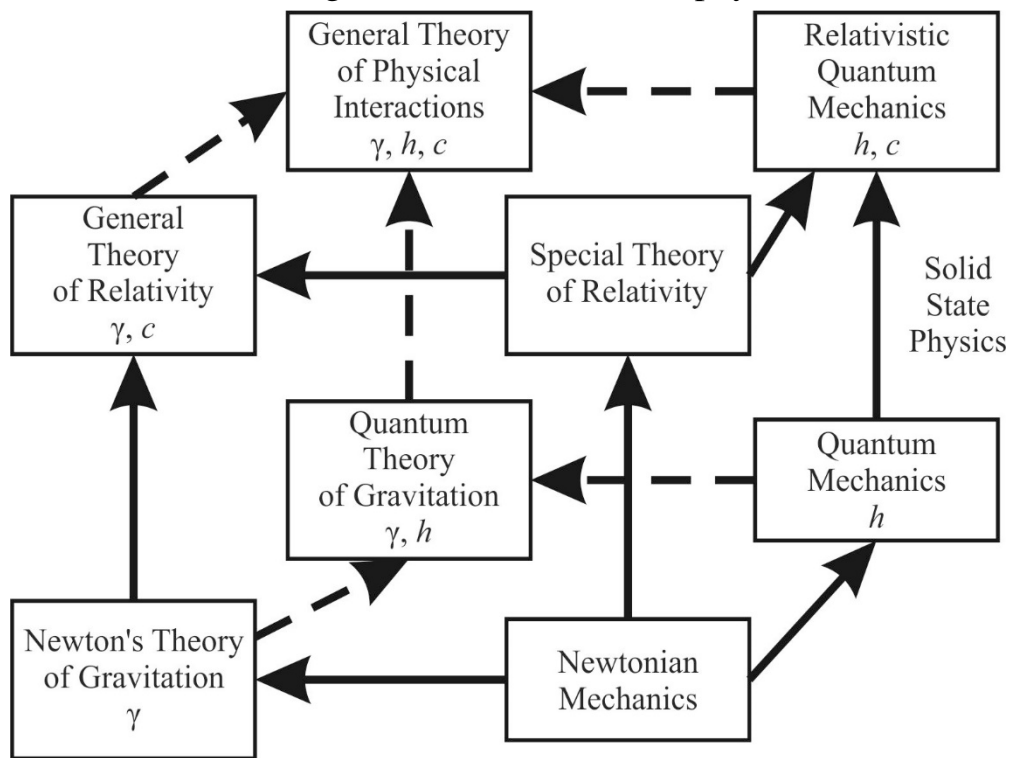 General Theory
of Physical
Interactions
γ, h, c
Relativistic
Quantum
Mechanics
h, c
General
Theory
of Relativity
γ, c
Special Theory
of Relativity
Solid
State
Physics
Quantum
Theory
of Gravitation
γ, h
Quantum
Mechanics
h
Newton's Theory
of Gravitation
γ
Newtonian
Mechanics